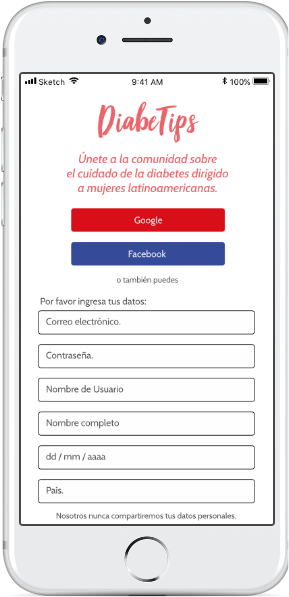 Sketch 9:41 AM 100%
DiabeTips
Únete a la comunidad sobre
el cuidado de la diabetes dirigido
a mujeres latinoamericanas.
Google
Facebook
o también puedes
Por favor ingresa tus datos:
Correo electrónico.
Contraseña.
Nombre de Usuario
Nombre completo
dd / mm / aaaa
País.
Nosotros nunca compartiremos tus datos personales.